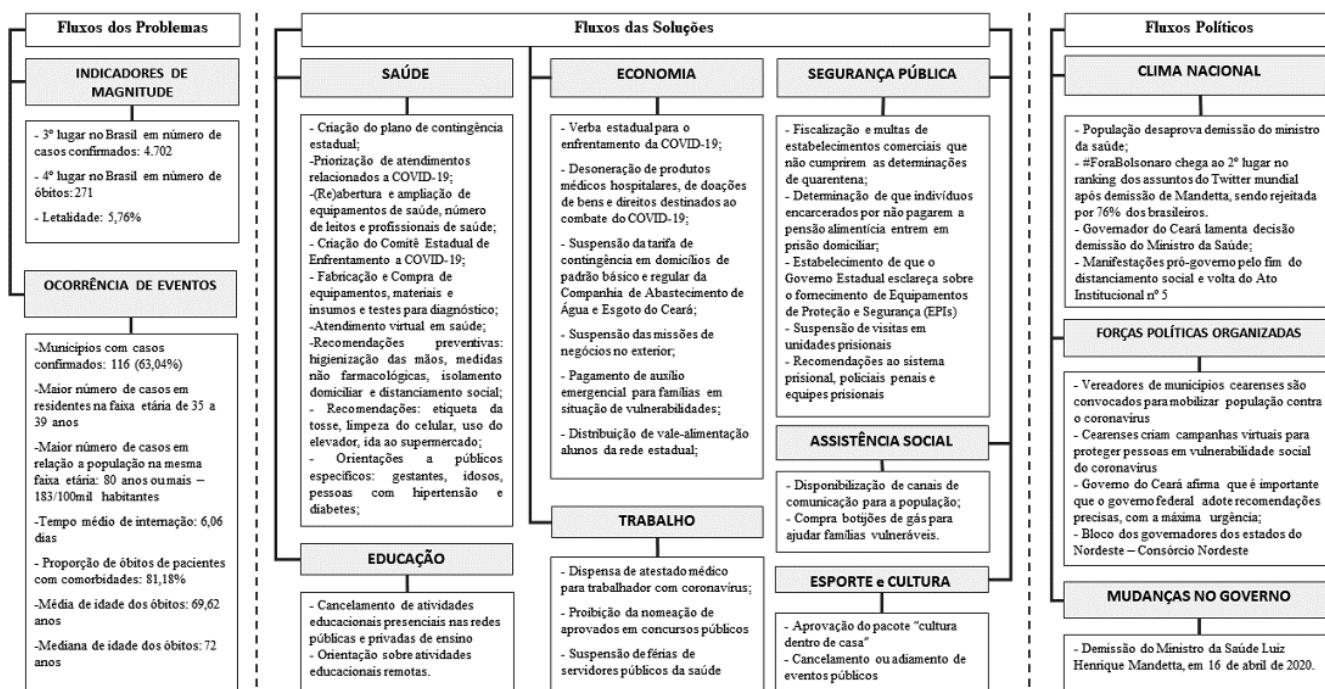 Fluxos dos Problemas
INDICADORES DE
MAGNITUDE
- 3º lugar no Brasil em número de
casos confirmados: 4.702
- 4º lugar no Brasil em número de
óbitos: 271
- Letalidade: 5,76%
OCORRÊNCIA DE EVENTOS
-Municípios com casos
confirmados: 116 (63,04%)
-Maior número de casos em
residentes na faixa etária de 35 a
39 anos
-Maior número de casos em
relação a população na mesma
faixa etária: 80 anos ou mais –
183/100mil habitantes
-Tempo médio de internação: 6,06
dias
- Proporção de óbitos de pacientes
com comorbidades: 81,18%
-Média de idade dos óbitos: 69,62
anos
-Mediana de idade dos óbitos: 72
anos
Fluxos das Soluções
SAÚDE
- Criação do plano de contingência
estadual;
-Priorização de atendimentos
relacionados a COVID-19;
-(Re)abertura e ampliação de
equipamentos de saúde, número
de leitos e profissionais de saúde;
- Criação do Comitê Estadual de
Enfrentamento a COVID-19;
- Fabricação e Compra de
equipamentos, materiais e
insumos e testes para diagnóstico;
-Atendimento virtual em saúde;
-Recomendações preventivas:
higienização das mãos, medidas
não farmacológicas, isolamento
domiciliar e distanciamento social;
- Recomendações: etiqueta da
tosse, limpeza do celular, uso do
elevador, ida ao supermercado;
- Orientações a públicos
específicos: gestantes, idosos,
pessoas com hipertensão e
diabetes;
EDUCAÇÃO
- Cancelamento de atividades
educacionais presenciais nas redes
públicas e privadas de ensino
- Orientação sobre atividades
educacionais remotas.
ECONOMIA
- Verba estadual para o
enfrentamento da COVID-19;
- Desoneração de produtos
médicos hospitalares, de doações
de bens e direitos destinados ao
combate do COVID-19;
- Suspensão da tarifa de
contingência em domicílios de
padrão básico e regular da
Companhia de Abastecimento de
Água e Esgoto do Ceará;
- Suspensão das missões de
negócios no exterior;
- Pagamento de auxílio
emergencial para famílias em
situação de vulnerabilidades;
- Distribuição de vale-alimentação
alunos da rede estadual;
TRABALHO
- Dispensa de atestado médico
para trabalhador com coronavírus;
- Proibição da nomeação de
aprovados em concursos públicos
- Suspensão de férias de
servidores públicos da saúde
SEGURANÇA PÚBLICA
- Fiscalização e multas de
estabelecimentos comerciais que
não cumprirem as determinações
de quarentena;
- Determinação de que indivíduos
encarcerados por não pagarem a
pensão alimentícia entrem em
prisão domiciliar;
- Estabelecimento de que o
Governo Estadual esclareça sobre
o fornecimento de Equipamentos
de Proteção e Segurança (EPIs)
- Suspensão de visitas em
unidades prisionais
- Recomendações ao sistema
prisional, policiais penais e
equipes prisionais
ASSISTÊNCIA SOCIAL
- Disponibilização de canais de
comunicação para a população;
- Compra botijões de gás para
ajudar famílias vulneráveis.
ESPORTE e CULTURA
- Aprovação do pacote "cultura
dentro de casa"
- Cancelamento ou adiamento de
eventos públicos
Fluxos Políticos
CLIMA NACIONAL
- População desaprova demissão do ministro
da saúde;
- #ForaBolsonaro chega ao 2º lugar no
ranking dos assuntos do Twitter mundial
após demissão de Mandetta, sendo rejeitada
por 76% dos brasileiros.
- Governador do Ceará lamenta decisão
demissão do Ministro da Saúde;
- Manifestações pró-governo pelo fim do
distanciamento social e volta do Ato
Institucional nº 5
FORÇAS POLÍTICAS ORGANIZADAS
- Vereadores de municípios cearenses são
convocados para mobilizar população contra
o coronavírus
- Cearenses criam campanhas virtuais para
proteger pessoas em vulnerabilidade social
do coronavírus
- Governo do Ceará afirma que é importante
que o governo federal adote recomendações
precisas, com a máxima urgência;
- Bloco dos governadores dos estados do
Nordeste – Consórcio Nordeste
MUDANÇAS NO GOVERNO
- Demissão do Ministro da Saúde Luiz
Henrique Mandetta, em 16 de abril de 2020.